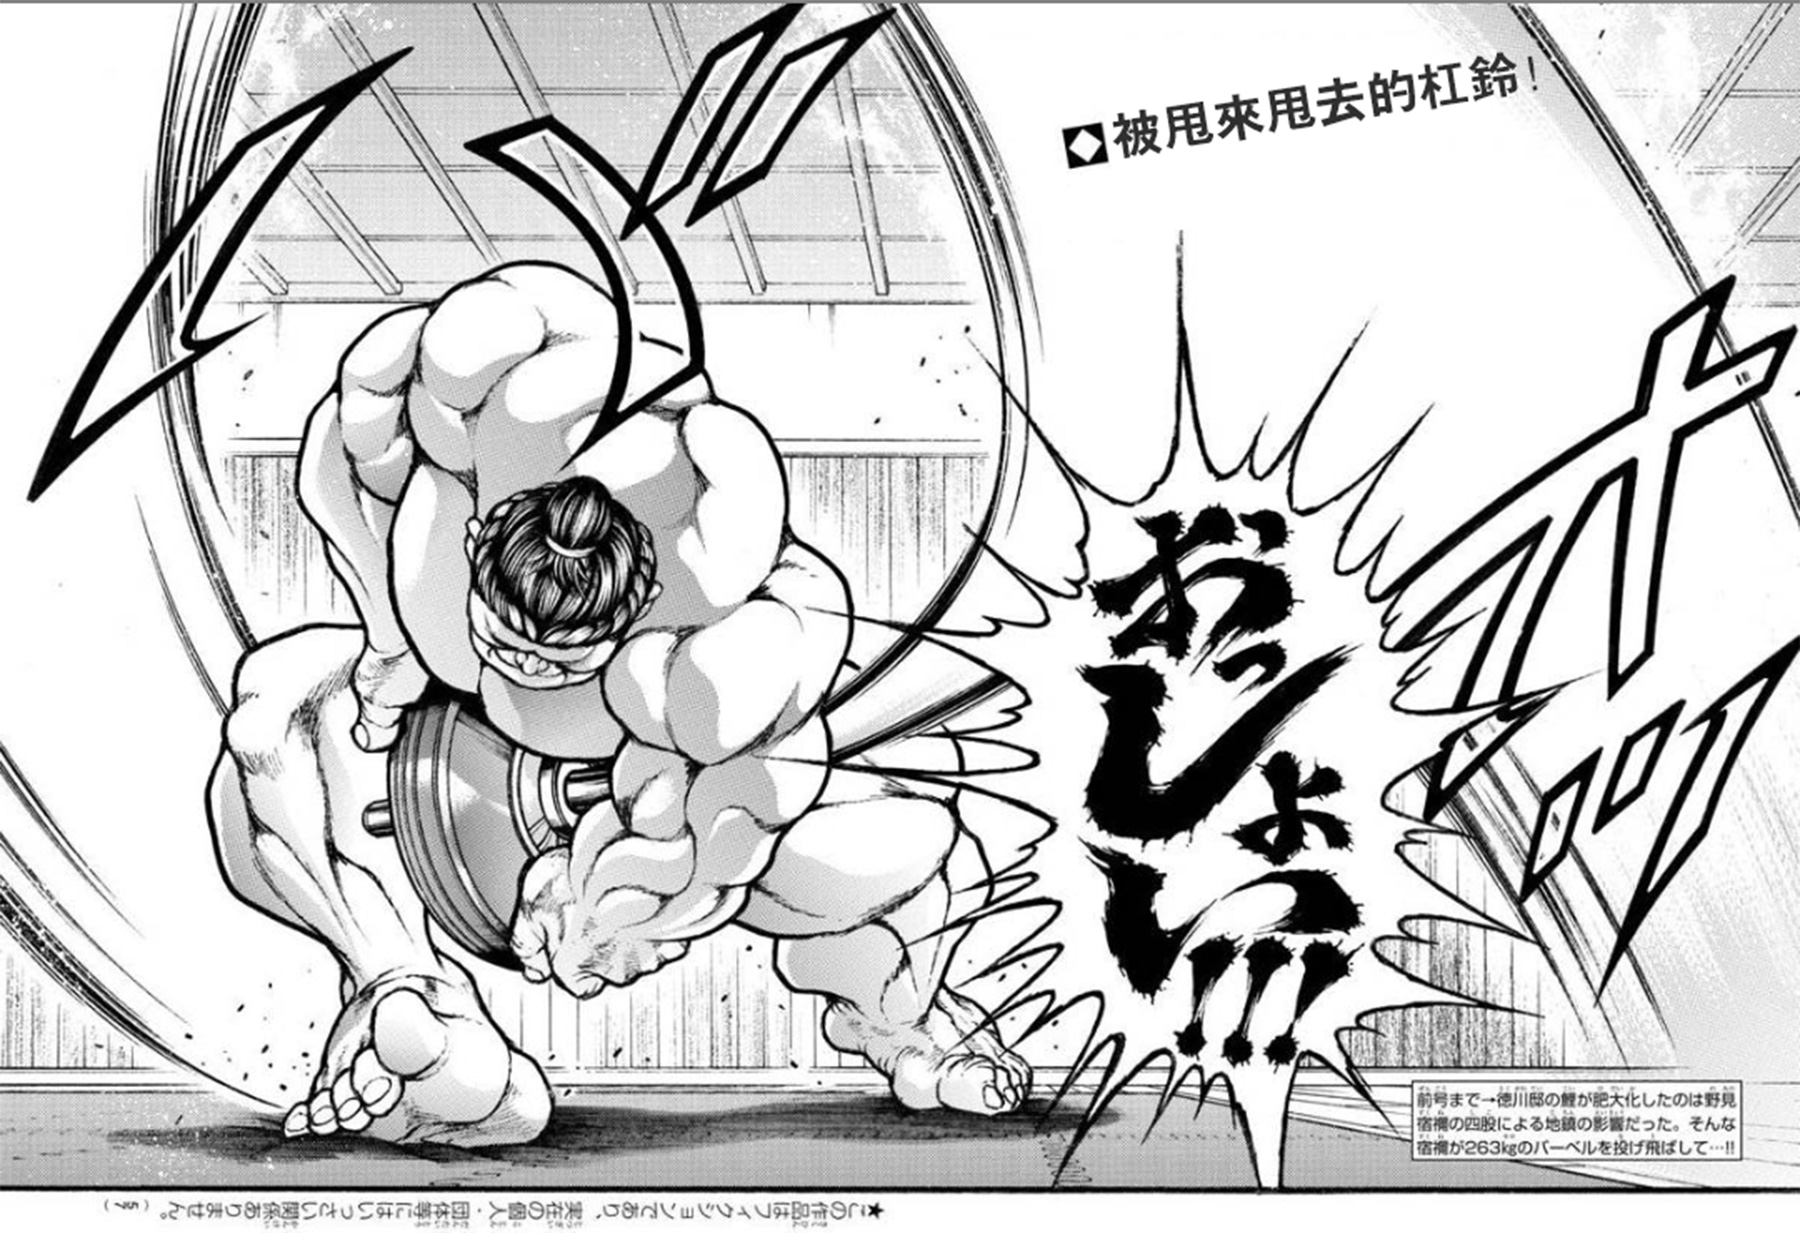 被甩來甩去的杠鈴!
おっしょい!!!
前号まで→徳川邸の鯉が肥大化したのは野見
宿禰の四股による地鎮の影響だった。そんな
宿禰が263㎏のバーベルを投げ飛ばして…!!
★この作品はフィクションであり、実在の個人・団体等にはいっさい関係ありません。
(57)